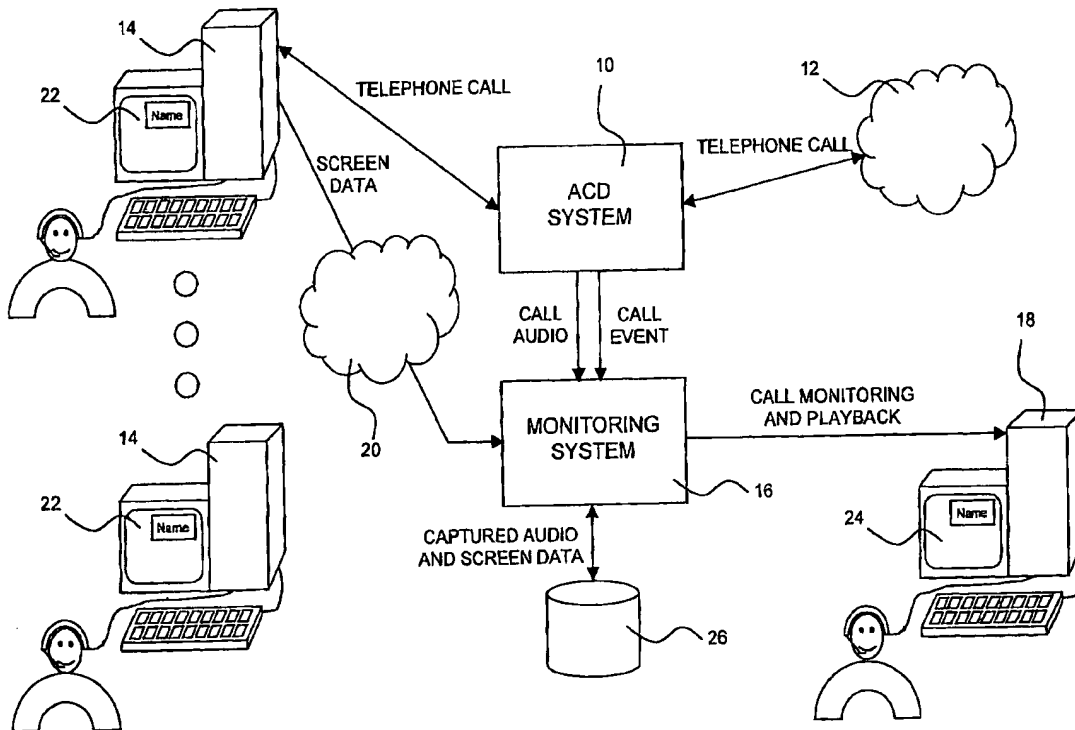 14
10
12
22
Name
TELEPHONE CALL
TELEPHONE CALL
SCREEN
DATA
ACD
SYSTEM
CALL
AUDIO
CALL
EVENT
18
20
MONITORING
SYSTEM
CALL MONITORING
AND PLAYBACK
14
16
22
Name
24
Name
CAPTURED AUDIO
AND SCREEN DATA
26